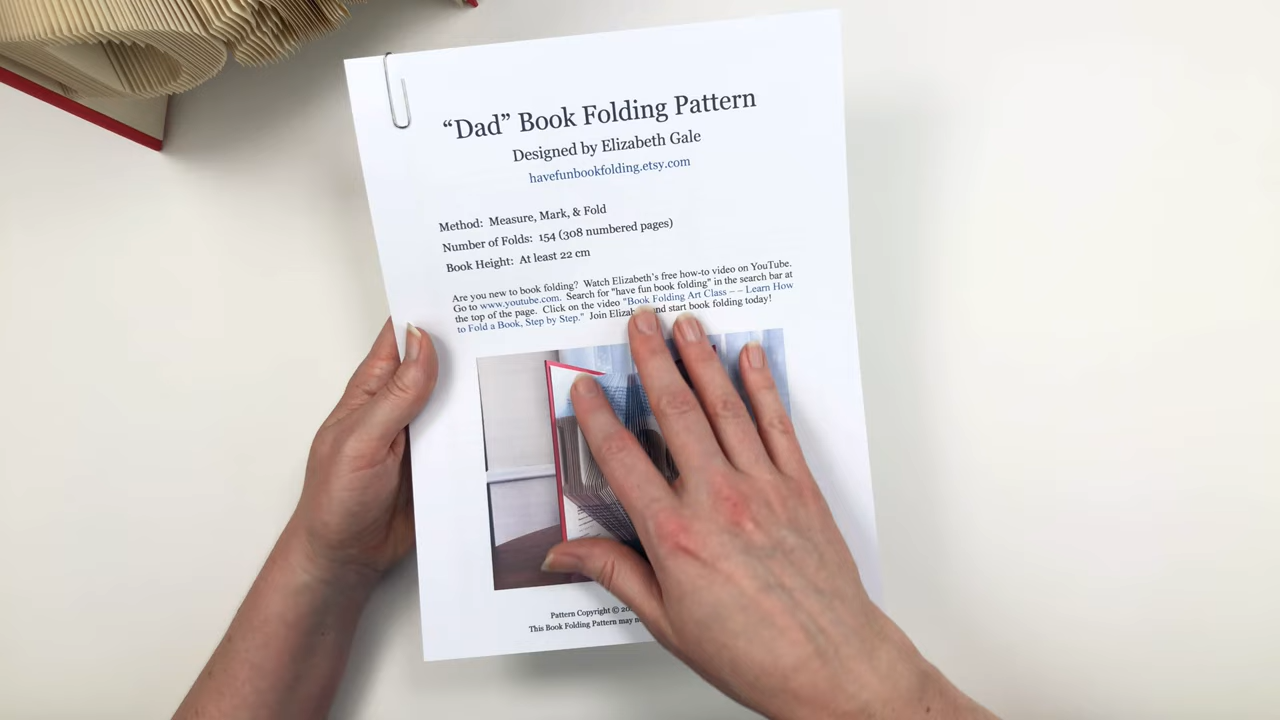 “Dad” Book Folding Pattern
Designed by Elizabeth Gale
havefunbookfolding.etsy.com
Method: Measure, Mark, & Fold
Number of Folds: 154 (308 numbered pages)
Book Height: At least 22 cm
Are you new to book folding? Watch Elizabeth's free how-to video on YouTube.
Go to www.youtube.com. Search for "have fun book folding" in the search bar at
the top of the page. Click on the video "Book Folding Art Class – – Learn How
to Fold a Book, Step by Step." Join and start book folding today!
Pattern Copyright ©
This Book Folding Pattern may